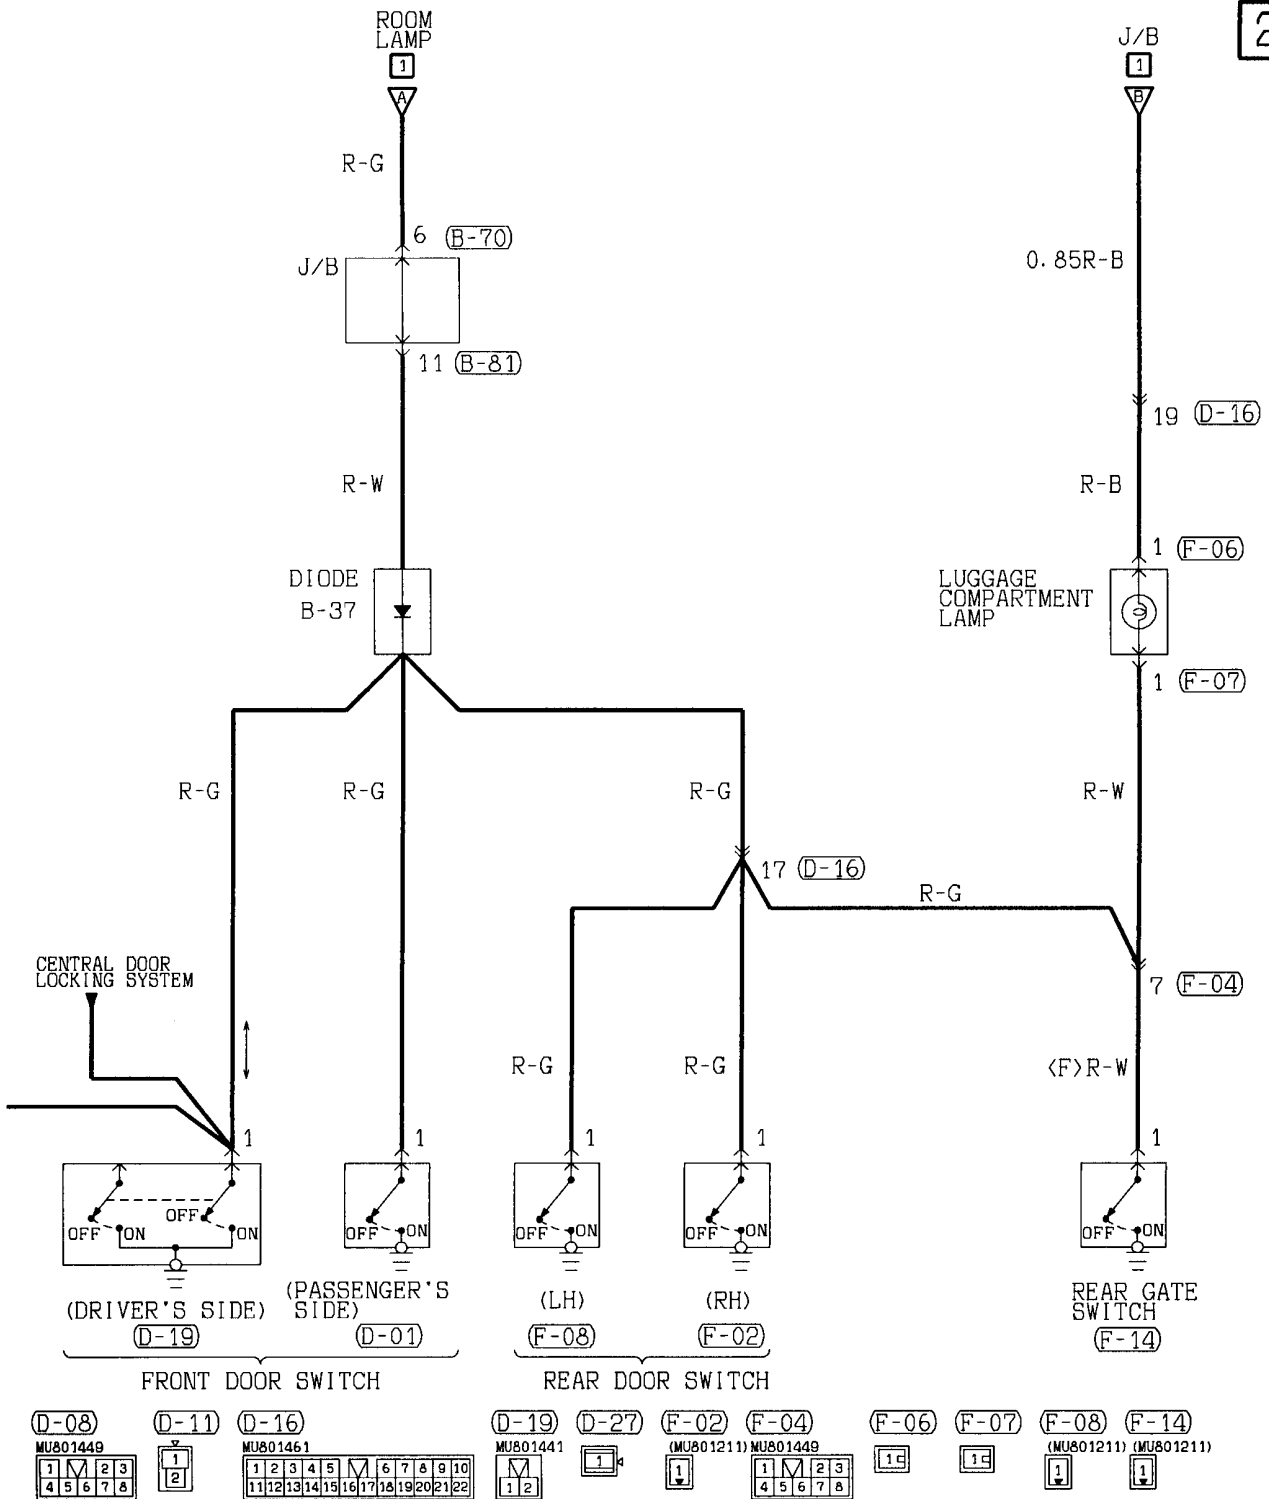 ROOM
LAMP
1
A
J/B
1
B
2
R-G
6 (B-70)
J/B
0.85R-B
11 (B-81)
19 (D-16)
R-W
R-B
1 (F-06)
DIODE
B-37
LUGGAGE
COMPARTMENT
LAMP
1 (F-07)
R-G
R-G
R-G
R-W
17 (D-16)
R-G
CENTRAL DOOR
LOCKING SYSTEM
7 (F-04)
R-G
R-G
<F>R-W
1
1
1
1
1
OFF
ON
OFF
ON
OFF
ON
OFF
ON
OFF
ON
OFF
ON
(DRIVER'S SIDE)
(D-19)
(PASSENGER'S
SIDE)
(D-01)
(LH)
(F-08)
(RH)
(F-02)
REAR GATE
SWITCH
(F-14)
FRONT DOOR SWITCH
REAR DOOR SWITCH
(D-08)
MU801449
1 2 3
4 5 6 7 8
(D-11)
1
2
(D-16)
MU801461
1 2 3 4 5 6 7 8 9 10
11 12 13 14 15 16 17 18 19 20 21 22
(D-19)
MU801441
1 2
(D-27)
1
(F-02)
(MU801211)
1
(F-04)
MU801449
1 2 3
4 5 6 7 8
(F-06)
1
(F-07)
1
(F-08)
(MU801211)
1
(F-14)
(MU801211)
1